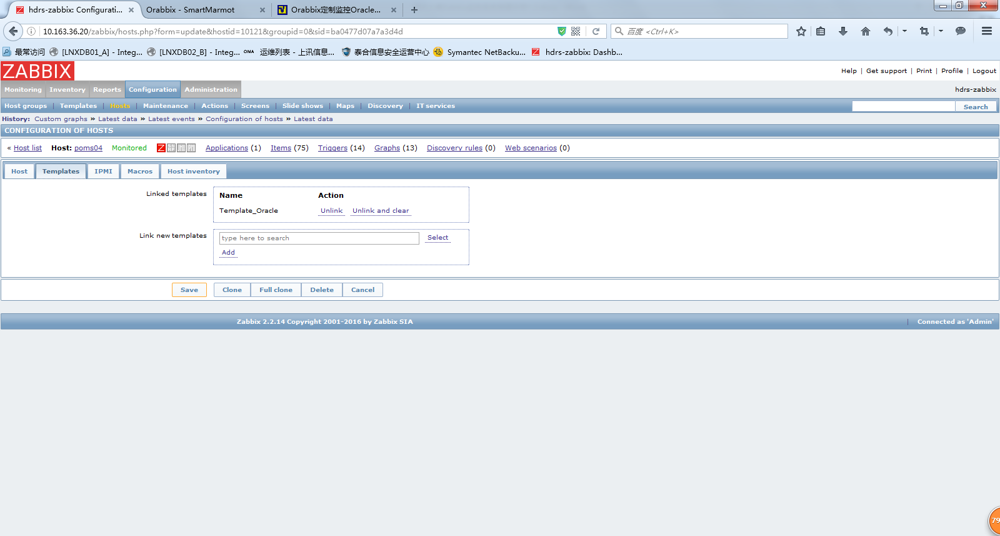 hdrs-zabbix: Configurati... Orabbix - SmartMarmot Orabbix定制监控Oracle...
10.163.36.20/zabbix/hosts.php?form=update&hostid=10121&groupid=0&sid=ba0477d07a7a3d4d 百度 <Ctrl+K>
最常访问 [LNXDB01_A] - Integ... [LNXDB02_B] - Integ... OMA 运维列表 - 上讯信息... 泰合信息安全运营中心 Symantec NetBacku... hdrs-zabbix: Dashb...
ZABBIX
Help | Get support | Print | Profile | Logout
Monitoring Inventory Reports Configuration Administration hdrs-zabbix
Host groups | Templates | Hosts | Maintenance | Actions | Screens | Slide shows | Maps | Discovery | IT services Search
History: Custom graphs » Latest data » Latest events » Configuration of hosts » Latest data
CONFIGURATION OF HOSTS
« Host list Host: poms04 Monitored Z Applications (1) Items (75) Triggers (14) Graphs (13) Discovery rules (0) Web scenarios (0)
Host Templates IPMI Macros Host inventory
Linked templates Name Action
Template_Oracle Unlink Unlink and clear
Link new templates type here to search Select
Add
Save Clone Full clone Delete Cancel
Zabbix 2.2.14 Copyright 2001-2016 by Zabbix SIA | Connected as 'Admin'
79